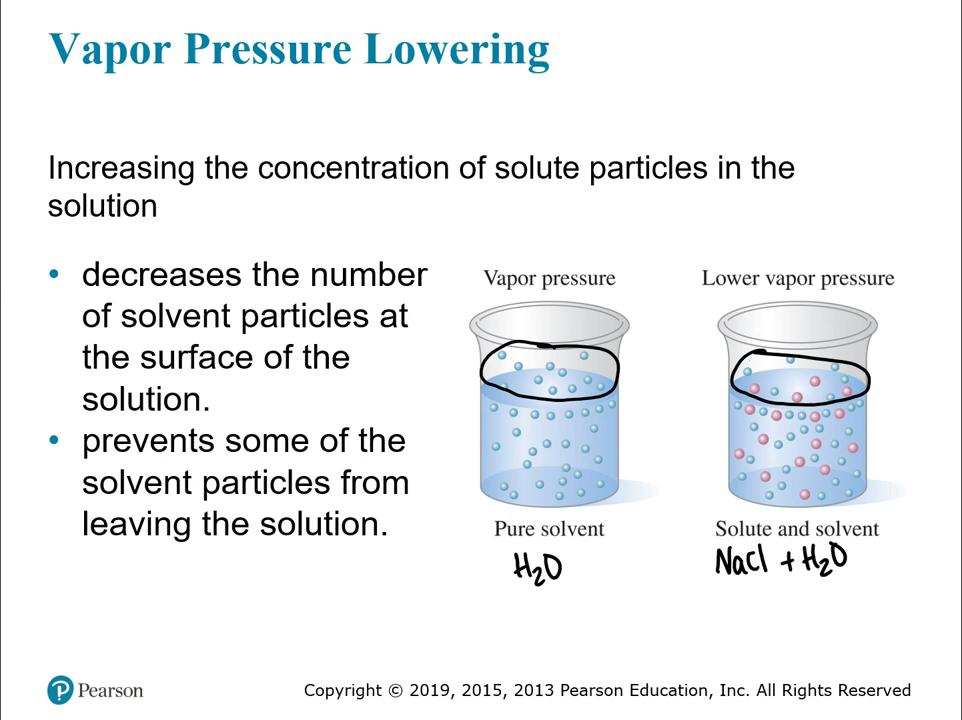 Vapor Pressure Lowering
Increasing the concentration of solute particles in the
solution
• decreases the number
of solvent particles at
the surface of the
solution.
• prevents some of the
solvent particles from
leaving the solution.
Vapor pressure
Lower vapor pressure
Pure solvent
Solute and solvent
H₂O
NaCl + H₂O
Pearson
Copyright © 2019, 2015, 2013 Pearson Education, Inc. All Rights Reserved